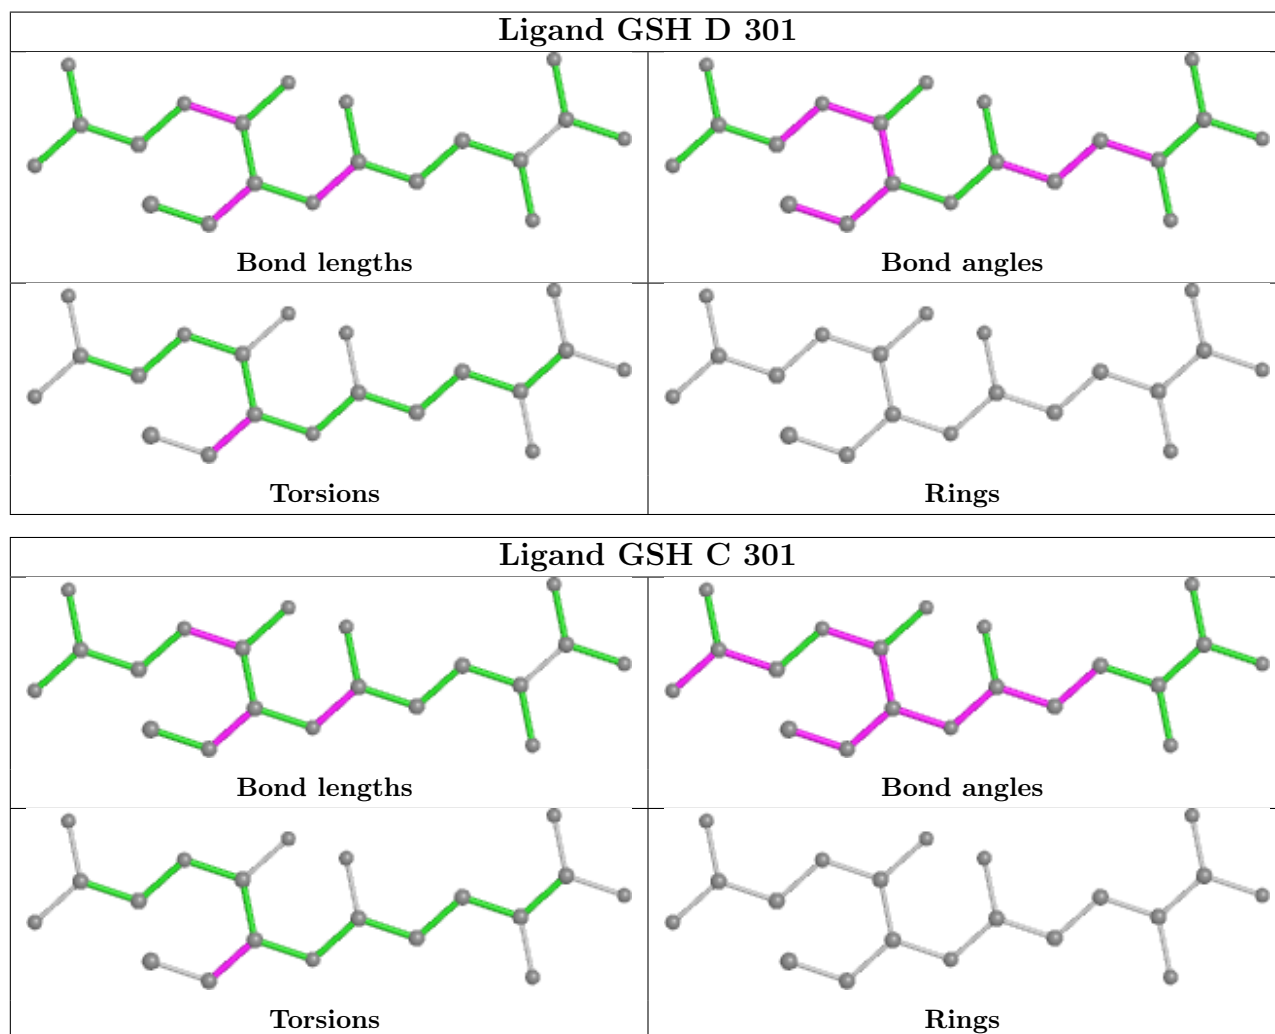 Ligand GSH D 301
Bond lengths
Bond angles
Torsions
Rings
Ligand GSH C 301
Bond lengths
Bond angles
Torsions
Rings